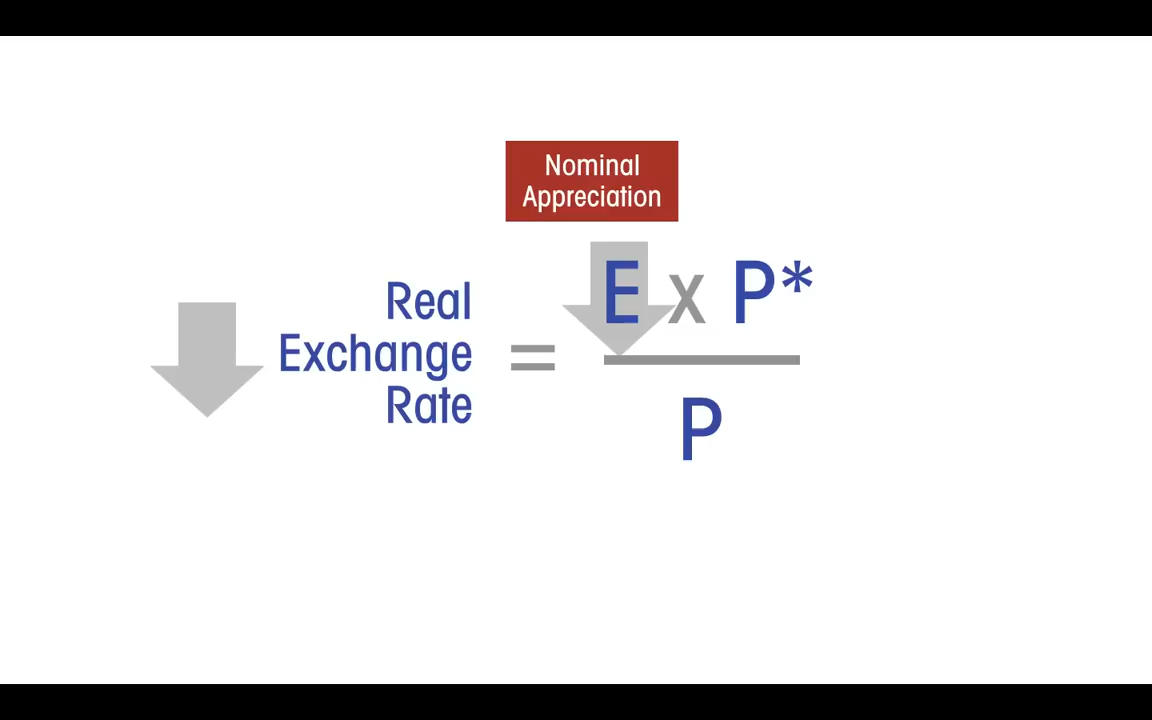 Nominal
Appreciation
Real
Exchange
Rate
=
E x P*
P